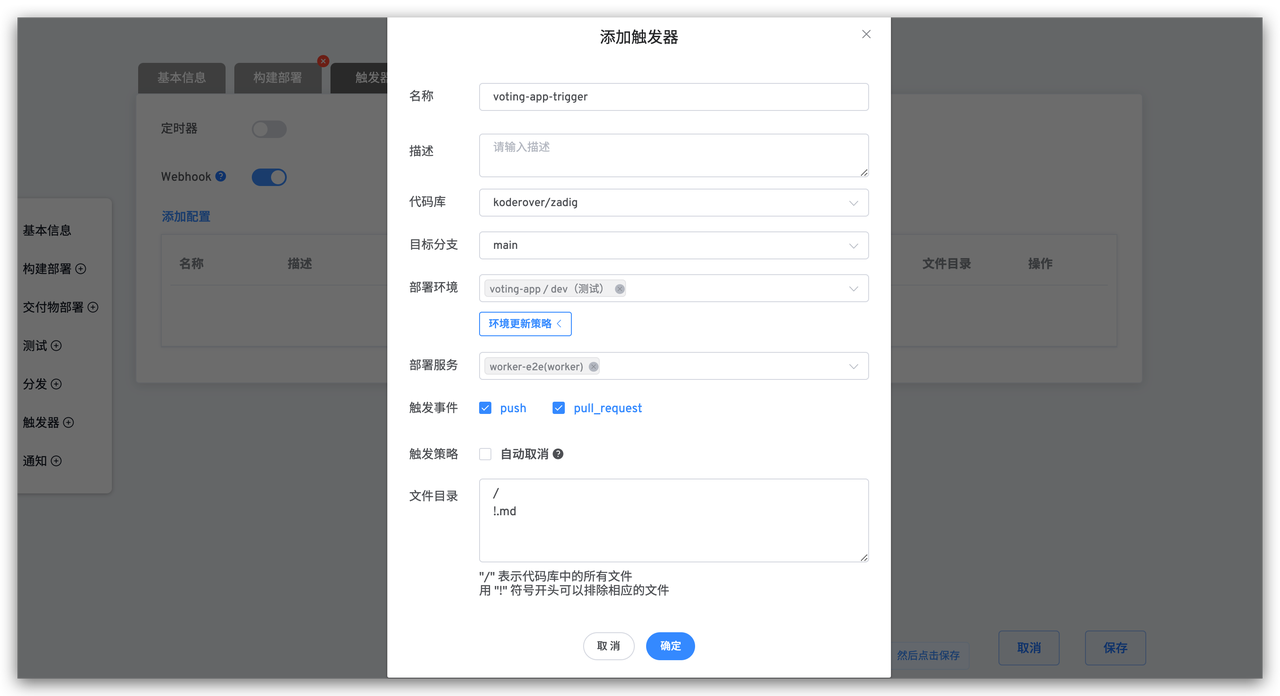 添加触发器
基本信息
构建部署
触发器
定时器
Webhook
添加配置
名称
描述
文件目录
操作
基本信息
构建部署
交付物部署
测试
分发
触发器
通知
名称
voting-app-trigger
描述
请输入描述
代码库
koderover/zadig
目标分支
main
部署环境
voting-app / dev（测试）
环境更新策略
部署服务
worker-e2e(worker)
触发事件
push
pull_request
触发策略
自动取消
文件目录
/
!.md
"/" 表示代码库中的所有文件
用 "!" 符号开头可以排除相应的文件
取消
确定
然后点击保存
取消
保存